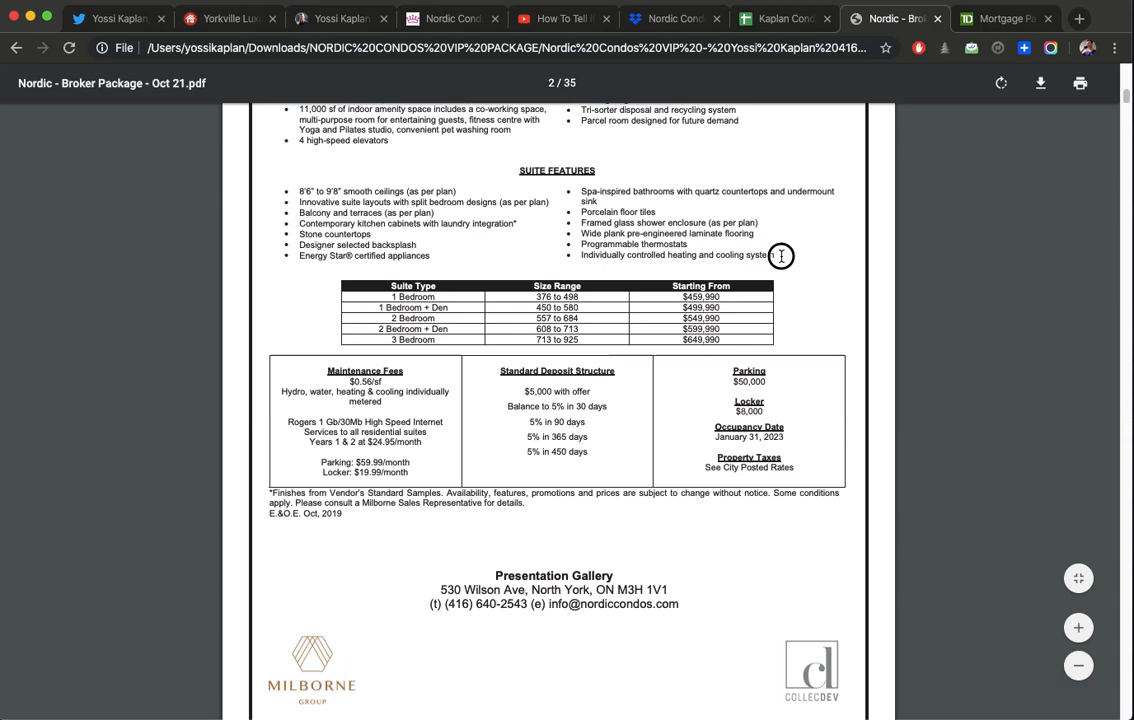 Yossi Kaplan,
Yorkville Lux
Yossi Kaplan
Nordic Cond
How To Tell i
Nordic Cond
Kaplan Cond
Nordic - Brok
Mortgage Pa
File
/Users/yossikaplan/Downloads/NORDIC%20CONDOS%20VIP%20PACKAGE/Nordic%20Condos%20VIP%20-%20Yossi%20Kaplan%20416...
Nordic - Broker Package - Oct 21.pdf
2 / 35
11,000 sf of indoor amenity space includes a co-working space,
multi-purpose room for entertaining guests, fitness centre with
Yoga and Pilates studio, convenient pet washing room
4 high-speed elevators
Tri-sorter disposal and recycling system
Parcel room designed for future demand
SUITE FEATURES
8'6" to 9'8" smooth ceilings (as per plan)
Innovative suite layouts with split bedroom designs (as per plan)
Balcony and terraces (as per plan)
Contemporary kitchen cabinets with laundry integration*
Stone countertops
Designer selected backsplash
Energy Star® certified appliances
Spa-inspired bathrooms with quartz countertops and undermount
sink
Porcelain floor tiles
Framed glass shower enclosure (as per plan)
Wide plank pre-engineered laminate flooring
Programmable thermostats
Individually controlled heating and cooling system
Suite Type Size Range Starting From
1 Bedroom 376 to 498 $459,990
1 Bedroom + Den 450 to 580 $499,990
2 Bedroom 557 to 684 $549,990
2 Bedroom + Den 608 to 713 $599,990
3 Bedroom 713 to 925 $649,990
Maintenance Fees
$0.56/sf
Hydro, water, heating & cooling individually
metered
Rogers 1 Gb/30Mb High Speed Internet
Services to all residential suites
Years 1 & 2 at $24.95/month
Parking: $59.99/month
Locker: $19.99/month
Standard Deposit Structure
$5,000 with offer
Balance to 5% in 30 days
5% in 90 days
5% in 365 days
5% in 450 days
Parking
$50,000
Locker
$8,000
Occupancy Date
January 31, 2023
Property Taxes
See City Posted Rates
*Finishes from Vendor's Standard Samples. Availability, features, promotions and prices are subject to change without notice. Some conditions
apply. Please consult a Milborne Sales Representative for details.
E.&O.E. Oct, 2019
Presentation Gallery
530 Wilson Ave, North York, ON M3H 1V1
(t) (416) 640-2543 (e) info@nordiccondos.com
MILBORNE
GROUP
cd
COLLECDEV